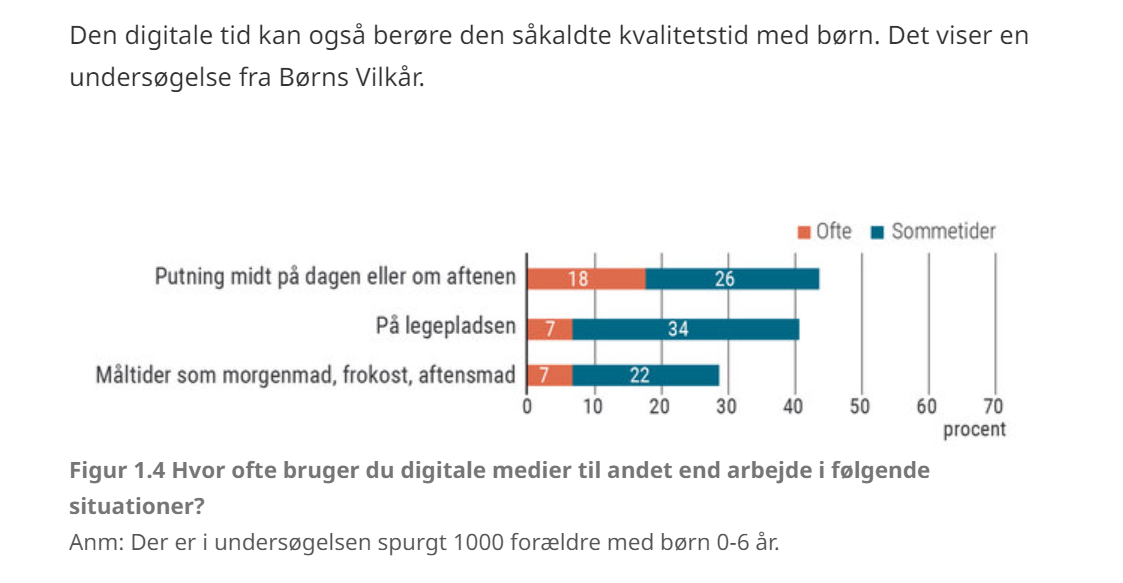 Den digitale tid kan også berøre den såkaldte kvalitetstid med børn. Det viser en
undersøgelse fra Børns Vilkår.
Ofte Sommetider
Putning midt på dagen eller om aftenen 18 26
På legepladsen 7 34
Måltider som morgenmad, frokost, aftensmad 7 22
0 10 20 30 40 50 60 70
procent
Figur 1.4 Hvor ofte bruger du digitale medier til andet end arbejde i følgende
situationer?
Anm: Der er i undersøgelsen spurgt 1000 forældre med børn 0-6 år.